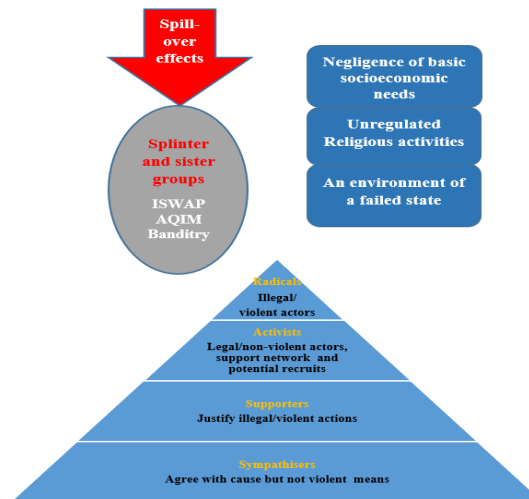 Spill-
over
effects
Splinter
and sister
groups
ISWAP
AQIM
Banditry
Negligence of basic
socioeconomic
needs
Unregulated
Religious activities
An environment of
a failed state
Radicals
Illegal/
violent actors
Activists
Legal/non-violent actors,
support network and
potential recruits
Supporters
Justify illegal/violent actions
Sympathisers
Agree with cause but not violent means